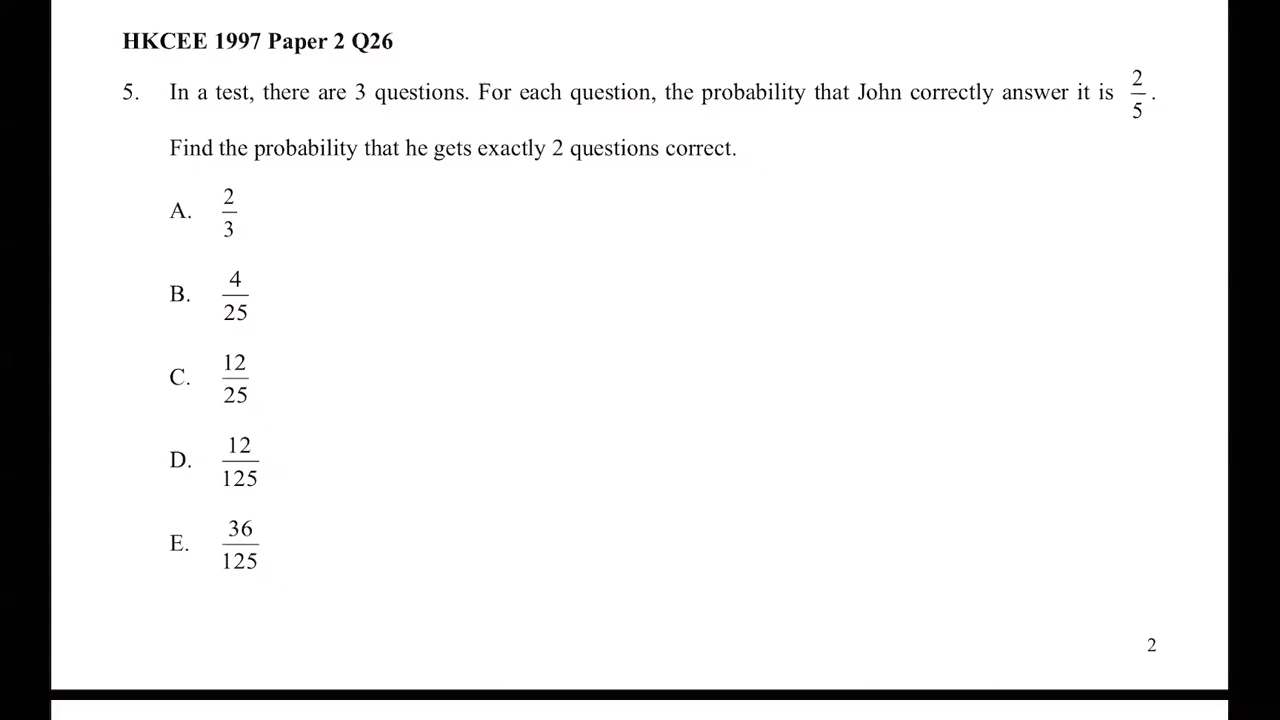 HKCEE 1997 Paper 2 Q26
5. In a test, there are 3 questions. For each question, the probability that John correctly answer it is 2/5.
Find the probability that he gets exactly 2 questions correct.
A. 2/3
B. 4/25
C. 12/25
D. 12/125
E. 36/125
2